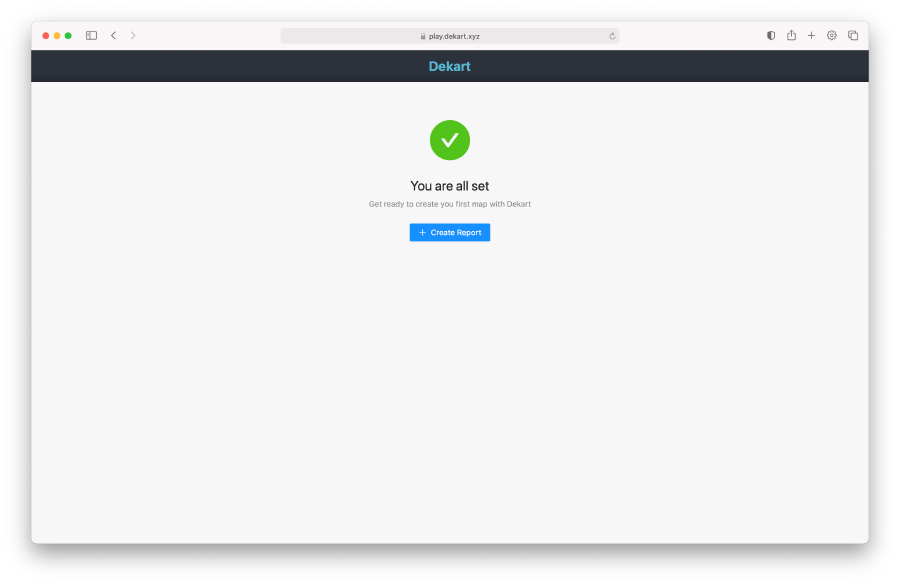 play.dekart.xyz
Dekart
You are all set
Get ready to create you first map with Dekart
+ Create Report